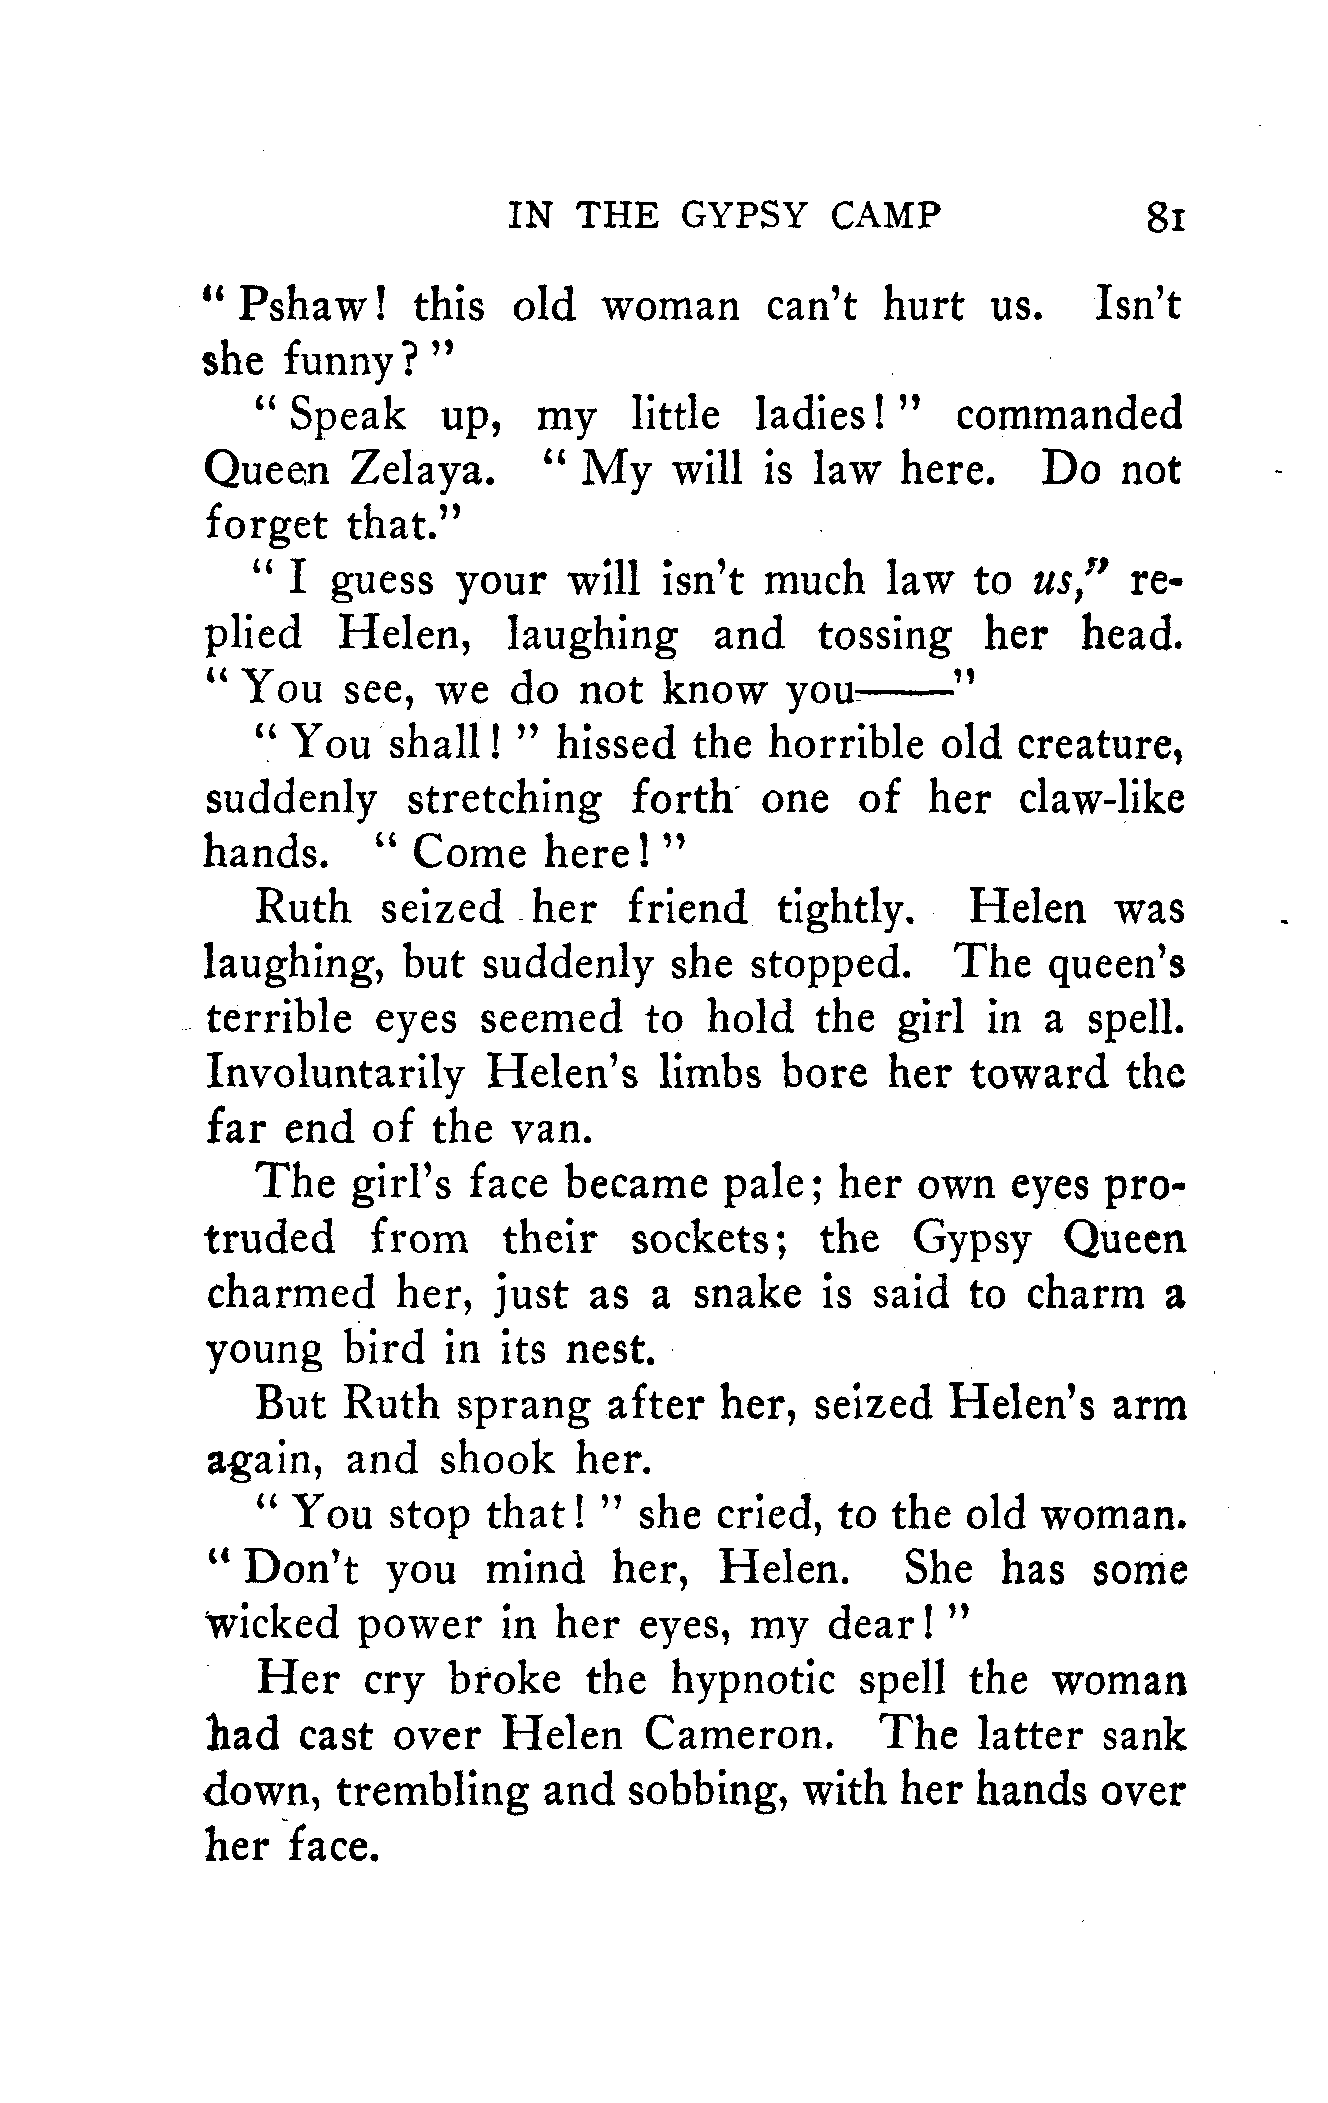 IN THE GYPSY CAMP 81
" Pshaw! this old woman can't hurt us. Isn't
she funny? "
" Speak up, my little ladies! " commanded
Queen Zelaya. " My will is law here. Do not
forget that."
" I guess your will isn't much law to us," re-
plied Helen, laughing and tossing her head.
" You see, we do not know you——"
" You shall! " hissed the horrible old creature,
suddenly stretching forth one of her claw-like
hands. " Come here! "
Ruth seized her friend tightly. Helen was
laughing, but suddenly she stopped. The queen's
terrible eyes seemed to hold the girl in a spell.
Involuntarily Helen's limbs bore her toward the
far end of the van.
The girl's face became pale; her own eyes pro-
truded from their sockets; the Gypsy Queen
charmed her, just as a snake is said to charm a
young bird in its nest.
But Ruth sprang after her, seized Helen's arm
again, and shook her.
" You stop that! " she cried, to the old woman.
" Don't you mind her, Helen. She has some
wicked power in her eyes, my dear! "
Her cry broke the hypnotic spell the woman
had cast over Helen Cameron. The latter sank
down, trembling and sobbing, with her hands over
her face.